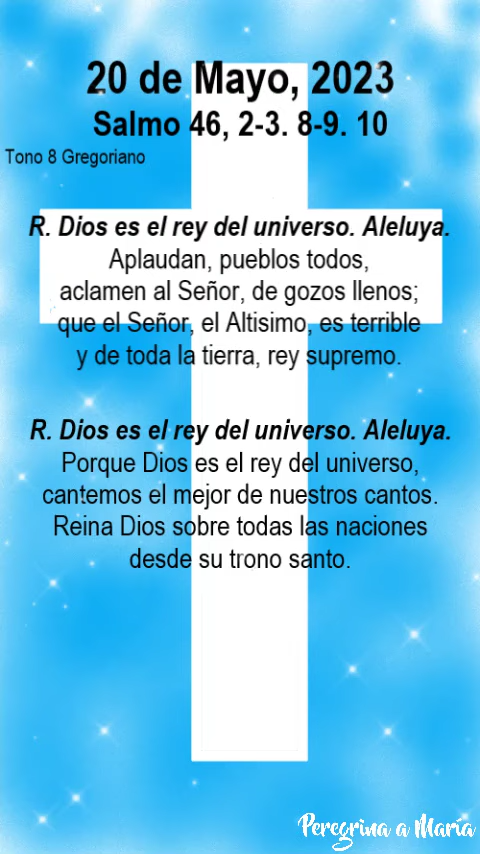 20 de Mayo, 2023
Salmo 46, 2-3. 8-9. 10
Tono 8 Gregoriano
R. Dios es el rey del universo. Aleluya.
Aplaudan, pueblos todos,
aclamen al Señor, de gozos llenos;
que el Señor, el Altisimo, es terrible
y de toda la tierra, rey supremo.
R. Dios es el rey del universo. Aleluya.
Porque Dios es el rey del universo,
cantemos el mejor de nuestros cantos.
Reina Dios sobre todas las naciones
desde su trono santo.
Peregrina a María